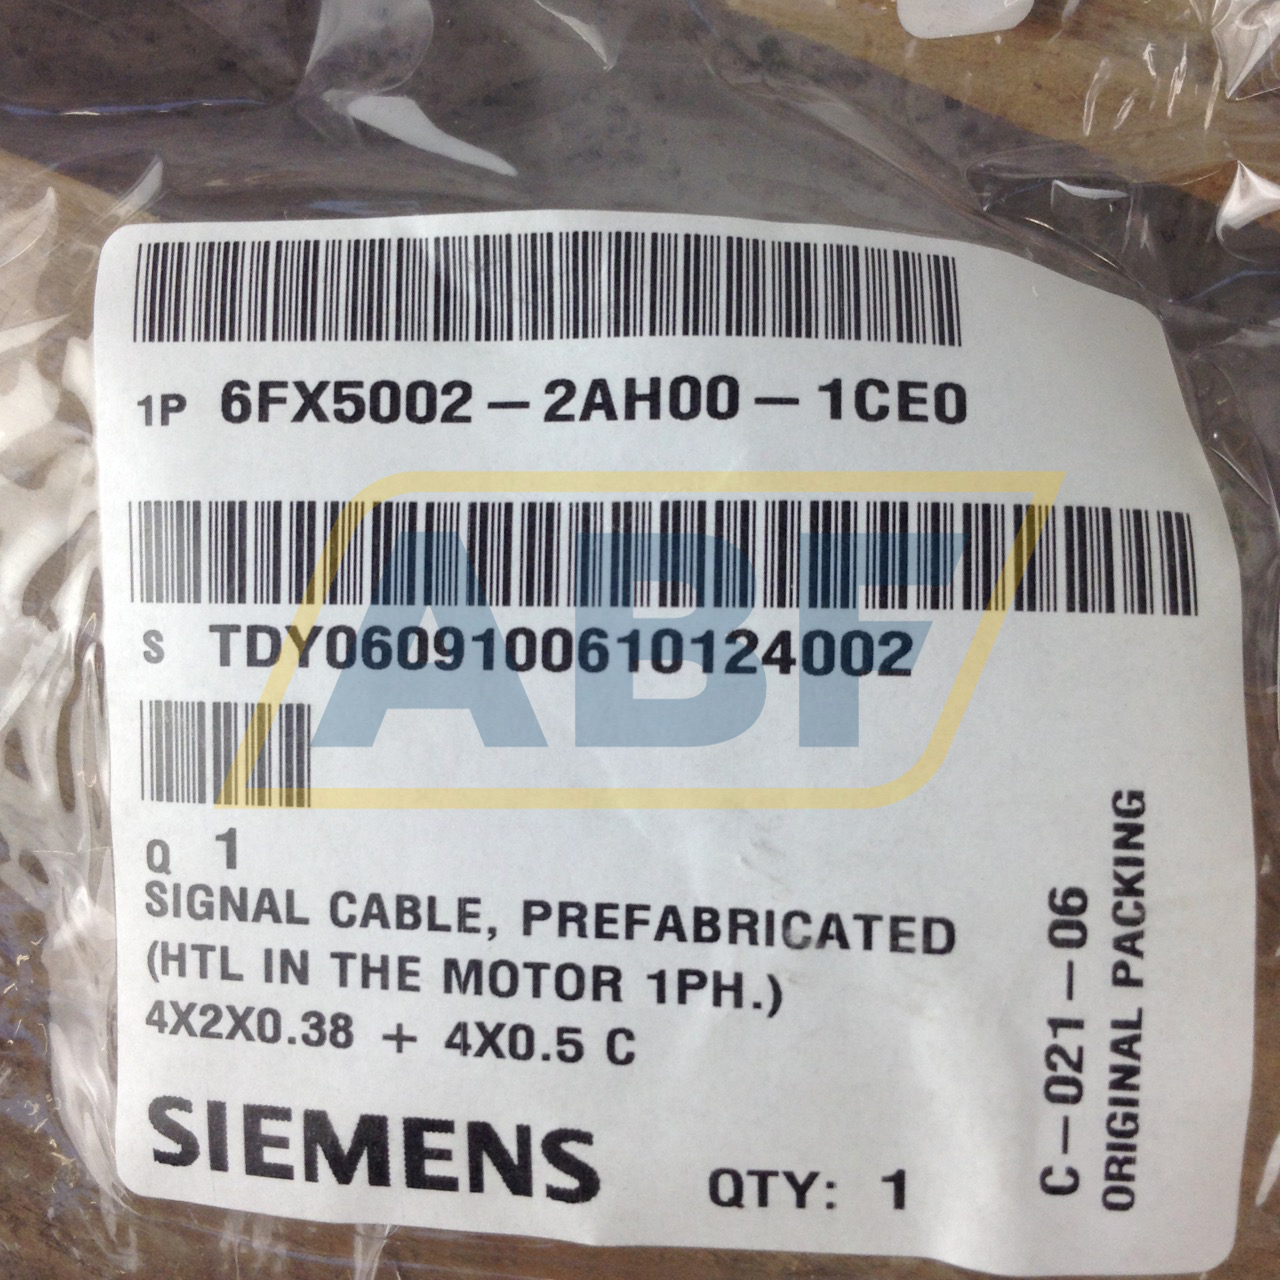 1P 6FX5002-2AH00-1CE0
S TDY0609100610124002
Q 1
SIGNAL CABLE, PREFABRICATED
(HTL IN THE MOTOR 1PH.)
4X2X0.38 + 4X0.5 C
SIEMENS
QTY: 1
C-021-06
ORIGINAL PACKING
ABF